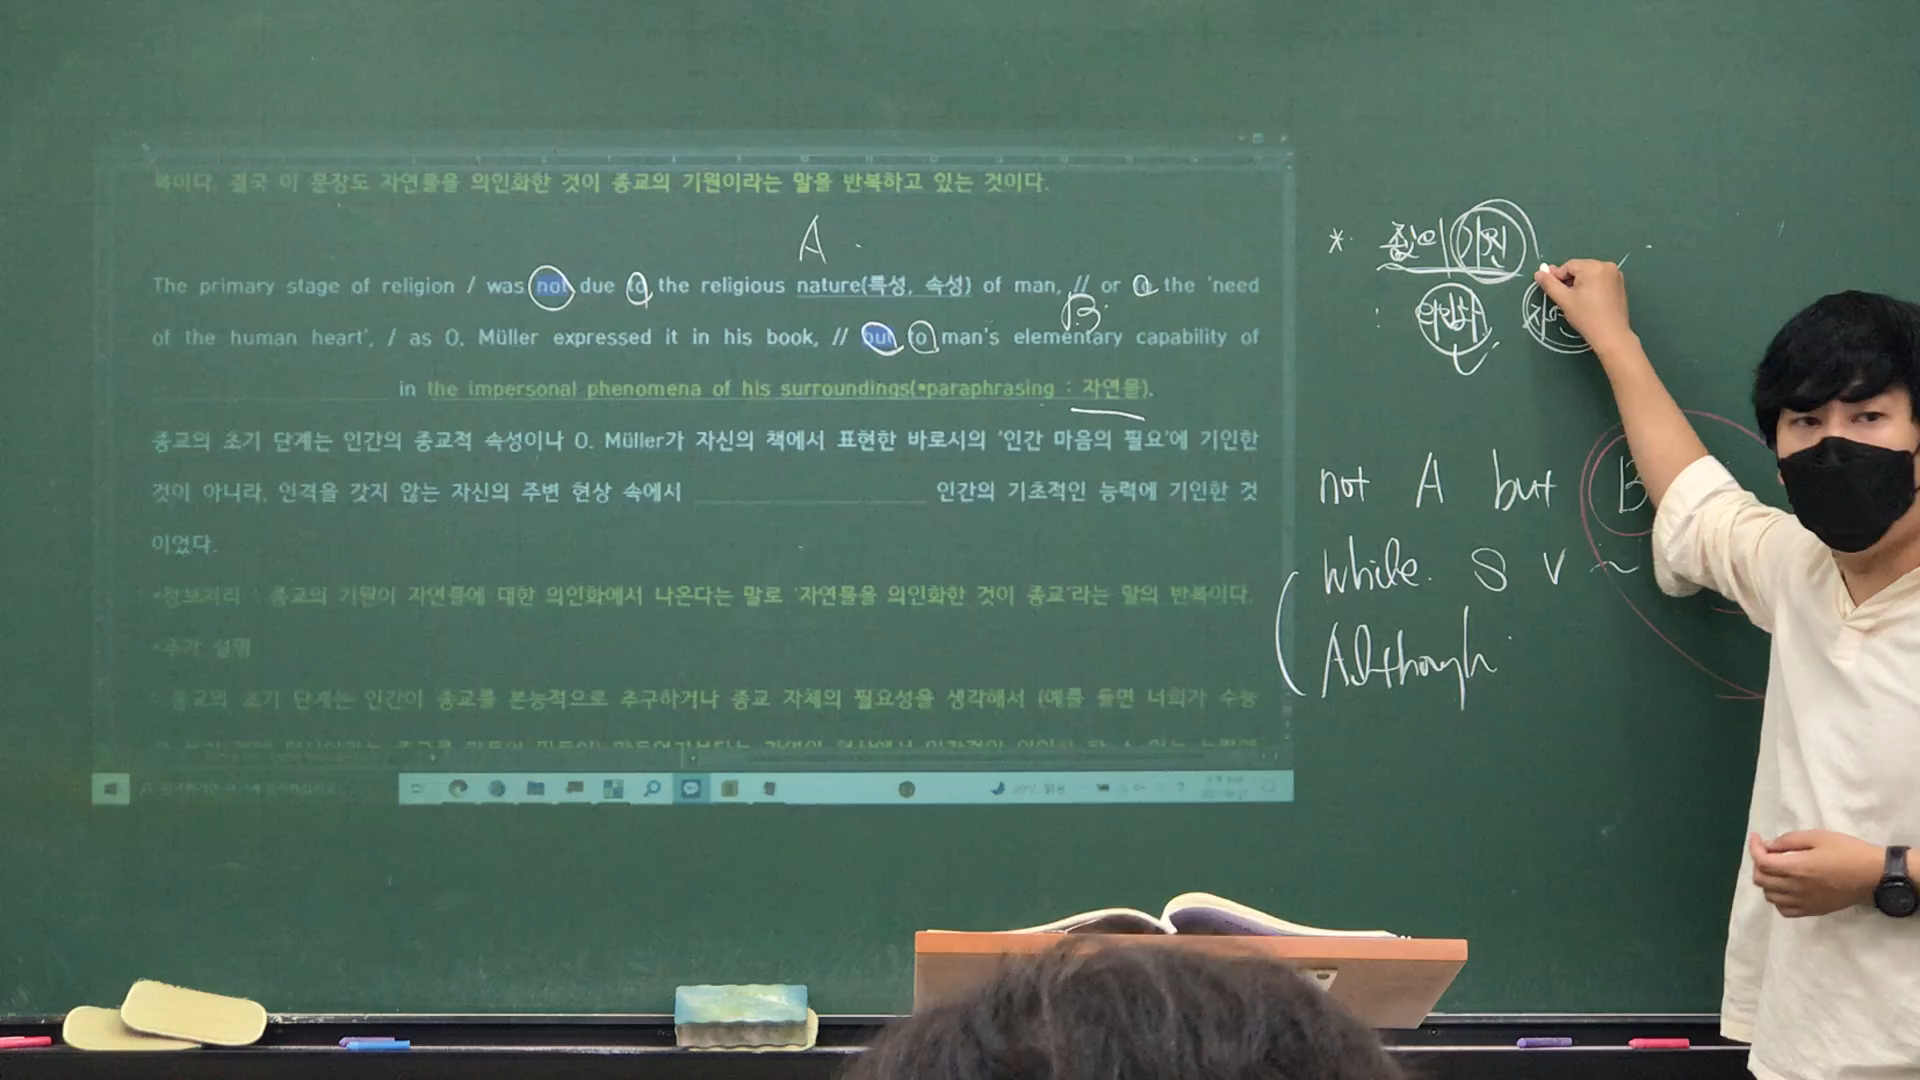 복이다. 결국 이 문장도 자연물을 의인화한 것이 종교의 기원이라는 말을 반복하고 있는 것이다.
A
The primary stage of religion / was not due to the religious nature(특성, 속성) of man, // or to the 'need
B
of the human heart', / as O. Müller expressed it in his book, // but to man's elementary capability of
in the impersonal phenomena of his surroundings(*paraphrasing : 자연물).
종교의 초기 단계는 인간의 종교적 속성이나 O. Müller가 자신의 책에서 표현한 바로서의 '인간 마음의 필요'에 기인한
것이 아니라, 인격을 갖지 않는 자신의 주변 현상 속에서 인간의 기초적인 능력에 기인한 것
이었다.
*정보처리 : 종교의 기원이 자연물에 대한 의인화에서 나온다는 말로 '자연물을 의인화한 것이 종교'라는 말의 반복이다.
*추가 설명
종교의 초기 단계는 인간이 종교를 본능적으로 추구하거나 종교 자체의 필요성을 생각해서 (예를 들면 너희가 수능
* 종교의 기원
: 의인화
not A but B
while S V ~
Although